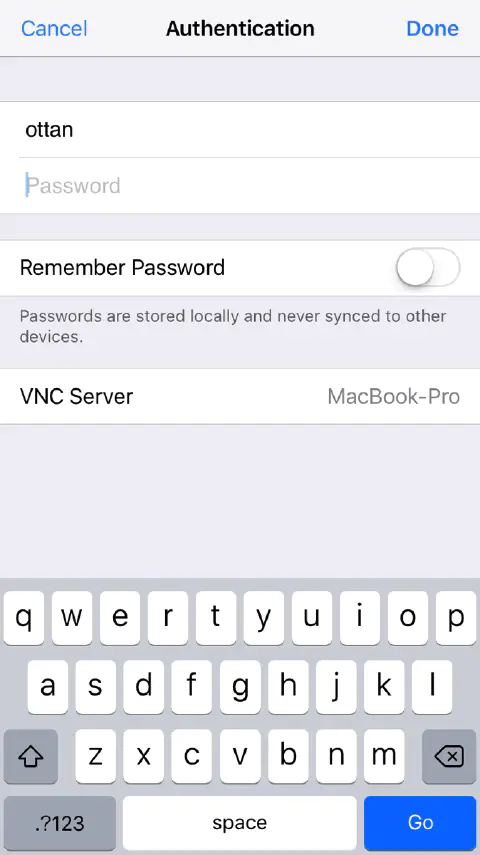 Cancel Authentication Done
ottan
Password
Remember Password
Passwords are stored locally and never synced to other
devices.
VNC Server MacBook-Pro
q w e r t y u i o p
a s d f g h j k l
z x c v b n m
.?123 space Go